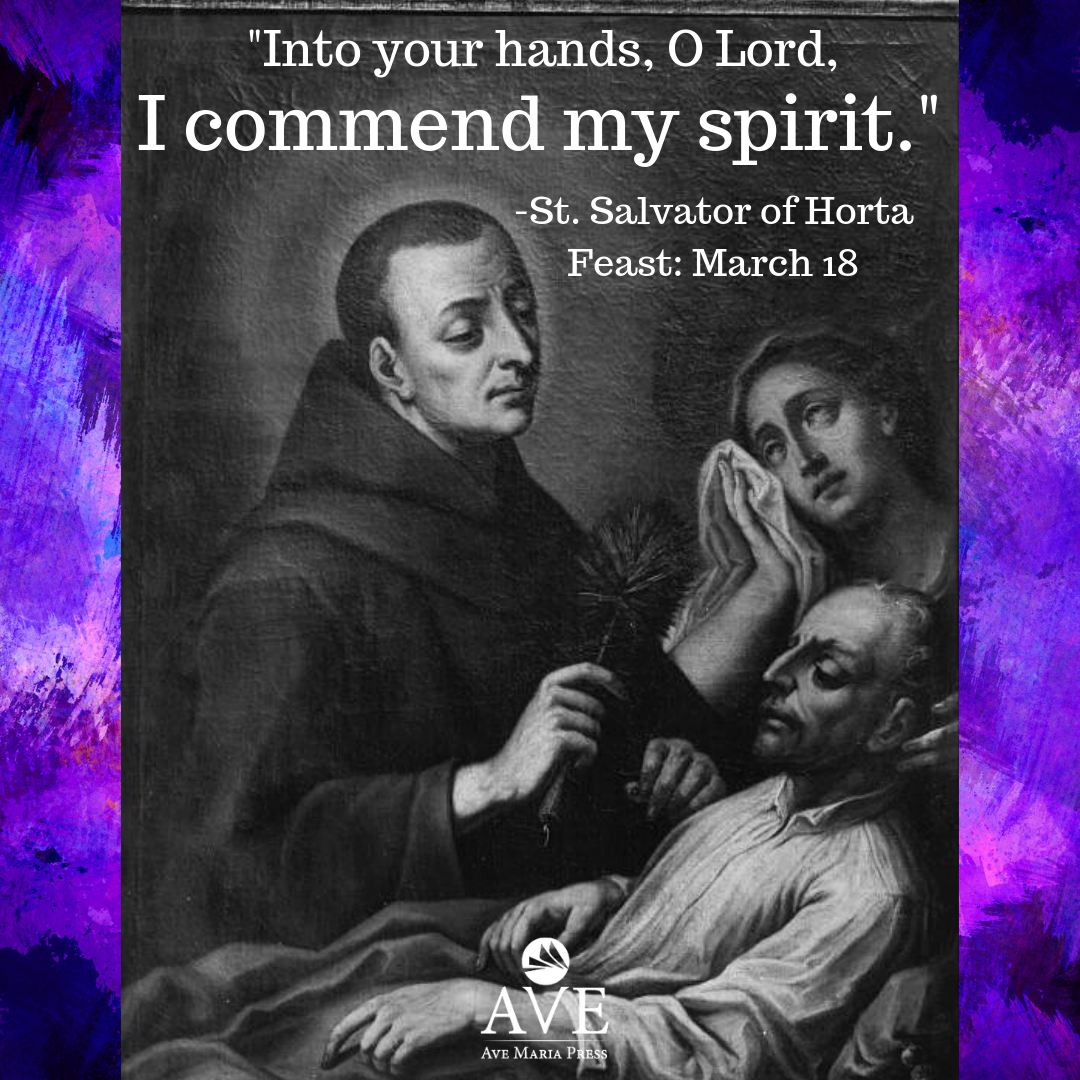 "Into your hands, O Lord,
I commend my spirit."
-St. Salvator of Horta
Feast: March 18
AVE
AVE MARIA PRESS